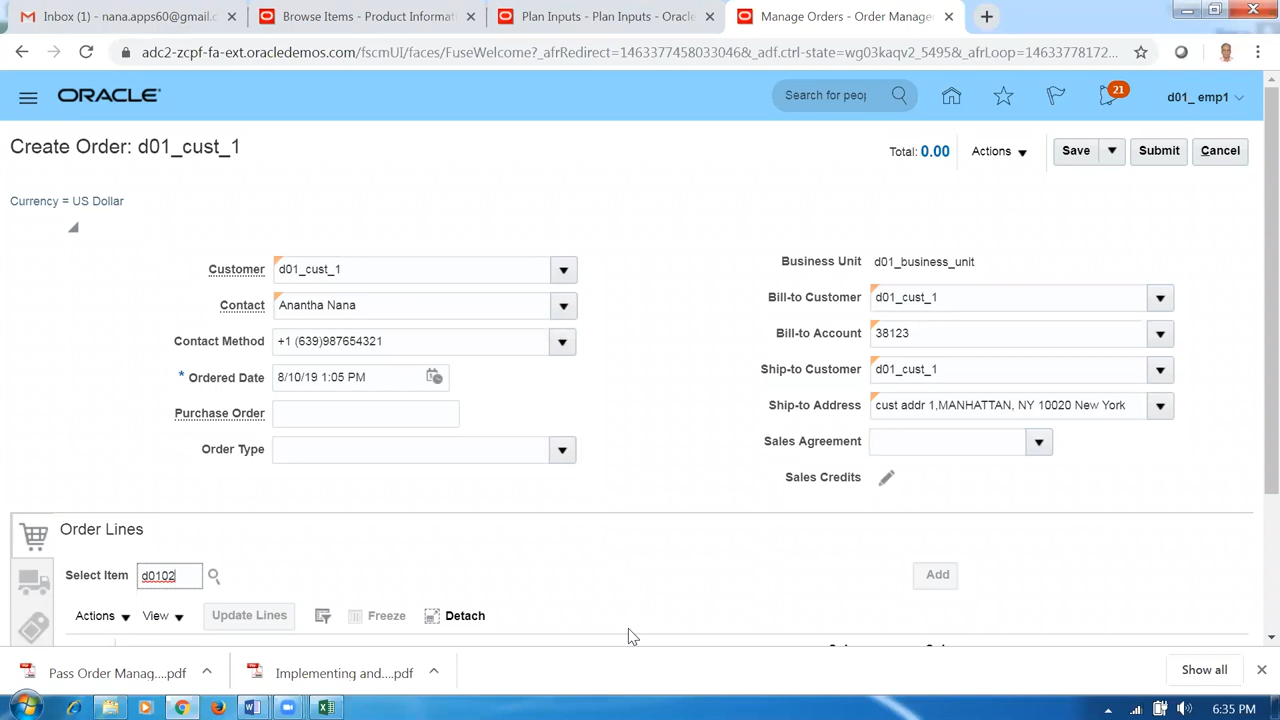 Inbox (1) - nana.apps60@gmail.c
Browse Items - Product Informat
Plan Inputs - Plan Inputs - Oracle
Manage Orders - Order Manage
adc2-zcpf-fa-ext.oracledemos.com/fscmUI/faces/FuseWelcome?_afrRedirect=1463377458033046&_adf.ctrl-state=wg03kaqv2_5495&_afrLoop=14633778172...
ORACLE
Search for peop
21
d01_ emp1
Create Order: d01_cust_1
Total: 0.00
Actions
Save
Submit
Cancel
Currency = US Dollar
Customer d01_cust_1
Contact Anantha Nana
Contact Method +1 (639)987654321
* Ordered Date 8/10/19 1:05 PM
Purchase Order
Order Type
Business Unit d01_business_unit
Bill-to Customer d01_cust_1
Bill-to Account 38123
Ship-to Customer d01_cust_1
Ship-to Address cust addr 1,MANHATTAN, NY 10020 New York
Sales Agreement
Sales Credits
Order Lines
Select Item d0102
Add
Actions View Update Lines Freeze Detach
Pass Order Manag....pdf
Implementing and....pdf
Show all
6:35 PM